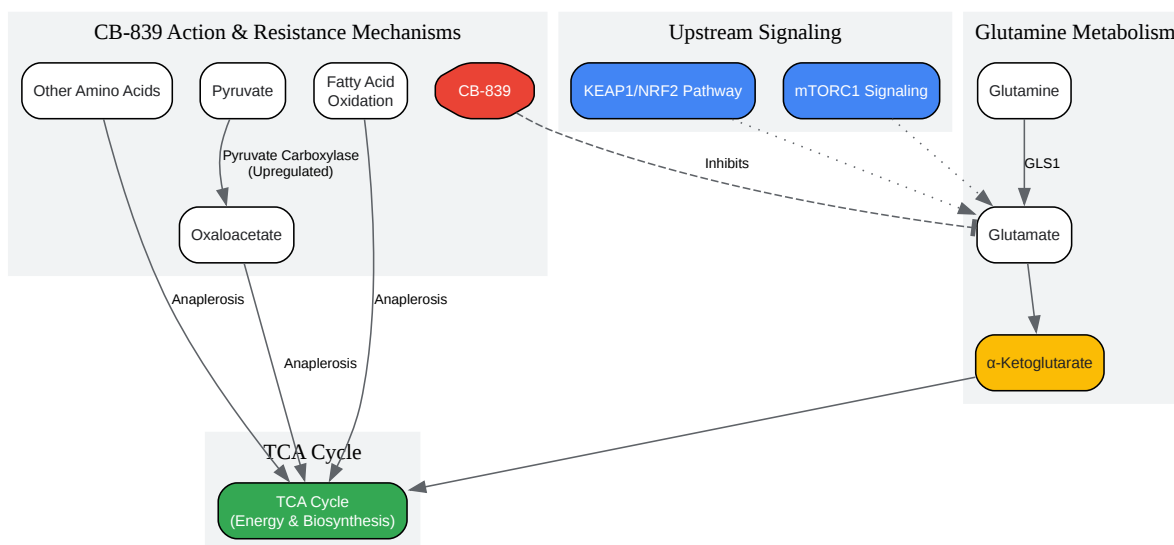 CB-839 Action & Resistance Mechanisms
Upstream Signaling
Glutamine Metabolism
Other Amino Acids
Pyruvate
Fatty Acid
Oxidation
CB-839
KEAP1/NRF2 Pathway
mTORC1 Signaling
Glutamine
Pyruvate Carboxylase
(Upregulated)
Inhibits
GLS1
Oxaloacetate
Glutamate
Anaplerosis
Anaplerosis
Anaplerosis
α-Ketoglutarate
TCA Cycle
TCA Cycle
(Energy & Biosynthesis)